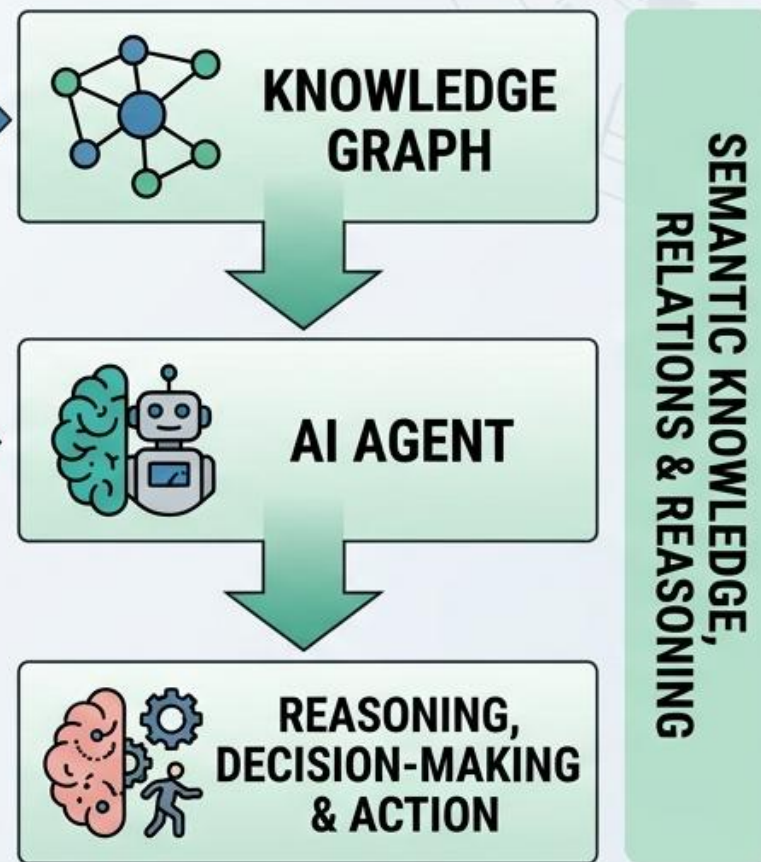 KNOWLEDGE
GRAPH
AI AGENT
REASONING,
DECISION-MAKING
& ACTION
SEMANTIC KNOWLEDGE,
RELATIONS & REASONING